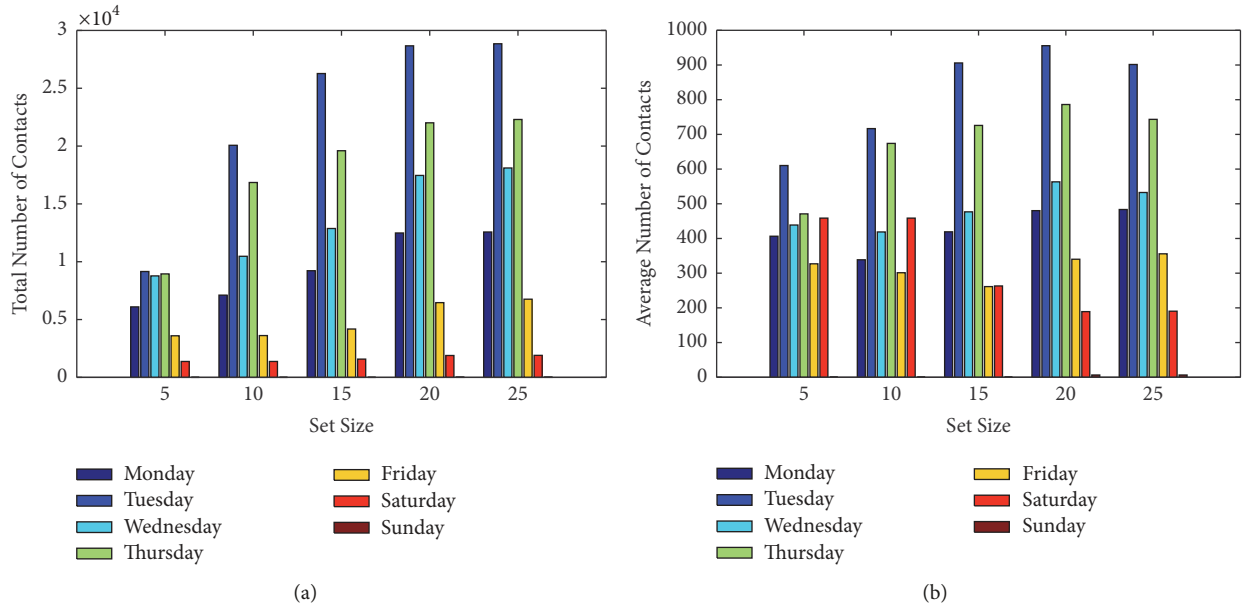 ×10^4
3
2.5
2
1.5
1
0.5
0
Total Number of Contacts
5 10 15 20 25
Set Size
Monday
Tuesday
Wednesday
Thursday
Friday
Saturday
Sunday
(a)
1000
900
800
700
600
500
400
300
200
100
0
Average Number of Contacts
5 10 15 20 25
Set Size
Monday
Tuesday
Wednesday
Thursday
Friday
Saturday
Sunday
(b)